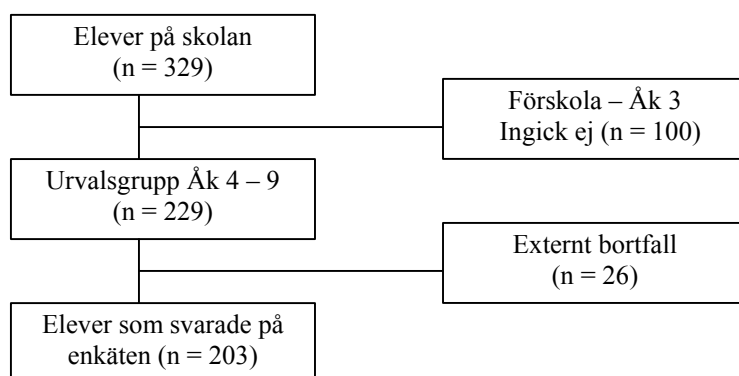 Elever på skolan
(n = 329)
Förskola – Åk 3
Ingick ej (n = 100)
Urvalsgrupp Åk 4 – 9
(n = 229)
Externt bortfall
(n = 26)
Elever som svarade på
enkäten (n = 203)